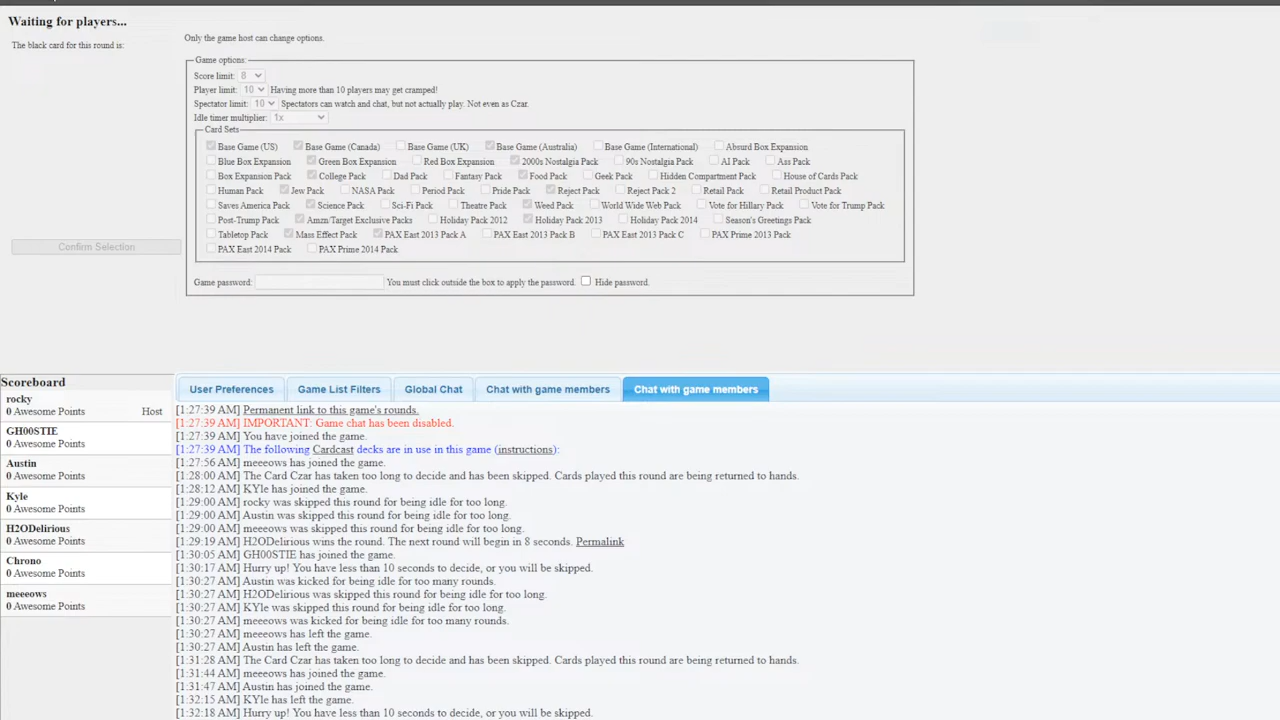 Waiting for players...
The black card for this round is:
Confirm Selection
Only the game host can change options.
Game options:
Score limit: 8
Player limit: 10 Having more than 10 players may get cramped!
Spectator limit: 10 Spectators can watch and chat, but not actually play. Not even as Czar.
Idle timer multiplier: 1x
Card Sets
Base Game (US) Base Game (Canada) Base Game (UK) Base Game (Australia) Base Game (International) Absurd Box Expansion
Blue Box Expansion Green Box Expansion Red Box Expansion 2000s Nostalgia Pack 90s Nostalgia Pack AI Pack Ass Pack
Box Expansion Pack College Pack Dad Pack Fantasy Pack Food Pack Geek Pack Hidden Compartment Pack House of Cards Pack
Human Pack Jew Pack NASA Pack Period Pack Pride Pack Reject Pack Reject Pack 2 Retail Pack Retail Product Pack
Saves America Pack Science Pack Sci-Fi Pack Theatre Pack Weed Pack World Wide Web Pack Vote for Hillary Pack Vote for Trump Pack
Post-Trump Pack Amzn/Target Exclusive Packs Holiday Pack 2012 Holiday Pack 2013 Holiday Pack 2014 Season's Greetings Pack
Tabletop Pack Mass Effect Pack PAX East 2013 Pack A PAX East 2013 Pack B PAX East 2013 Pack C PAX Prime 2013 Pack
PAX East 2014 Pack PAX Prime 2014 Pack
Game password: You must click outside the box to apply the password. Hide password.
Scoreboard
rocky
0 Awesome Points Host
GH00STIE
0 Awesome Points
Austin
0 Awesome Points
Kyle
0 Awesome Points
H2ODelirious
0 Awesome Points
Chrono
0 Awesome Points
meeeows
0 Awesome Points
User Preferences Game List Filters Global Chat Chat with game members Chat with game members
[1:27:39 AM] Permanent link to this game's rounds.
[1:27:39 AM] IMPORTANT: Game chat has been disabled.
[1:27:39 AM] You have joined the game.
[1:27:39 AM] The following Cardcast decks are in use in this game (instructions):
[1:27:56 AM] meeeows has joined the game.
[1:28:00 AM] The Card Czar has taken too long to decide and has been skipped. Cards played this round are being returned to hands.
[1:28:12 AM] KYle has joined the game.
[1:29:00 AM] rocky was skipped this round for being idle for too long.
[1:29:00 AM] Austin was skipped this round for being idle for too long.
[1:29:00 AM] meeeows was skipped this round for being idle for too long.
[1:29:19 AM] H2ODelirious wins the round. The next round will begin in 8 seconds. Permalink
[1:30:05 AM] GH00STIE has joined the game.
[1:30:17 AM] Hurry up! You have less than 10 seconds to decide, or you will be skipped.
[1:30:27 AM] Austin was kicked for being idle for too many rounds.
[1:30:27 AM] H2ODelirious was skipped this round for being idle for too long.
[1:30:27 AM] KYle was skipped this round for being idle for too long.
[1:30:27 AM] meeeows was kicked for being idle for too many rounds.
[1:30:27 AM] meeeows has left the game.
[1:30:27 AM] Austin has left the game.
[1:31:28 AM] The Card Czar has taken too long to decide and has been skipped. Cards played this round are being returned to hands.
[1:31:44 AM] meeeows has joined the game.
[1:31:47 AM] Austin has joined the game.
[1:32:15 AM] KYle has left the game.
[1:32:18 AM] Hurry up! You have less than 10 seconds to decide, or you will be skipped.